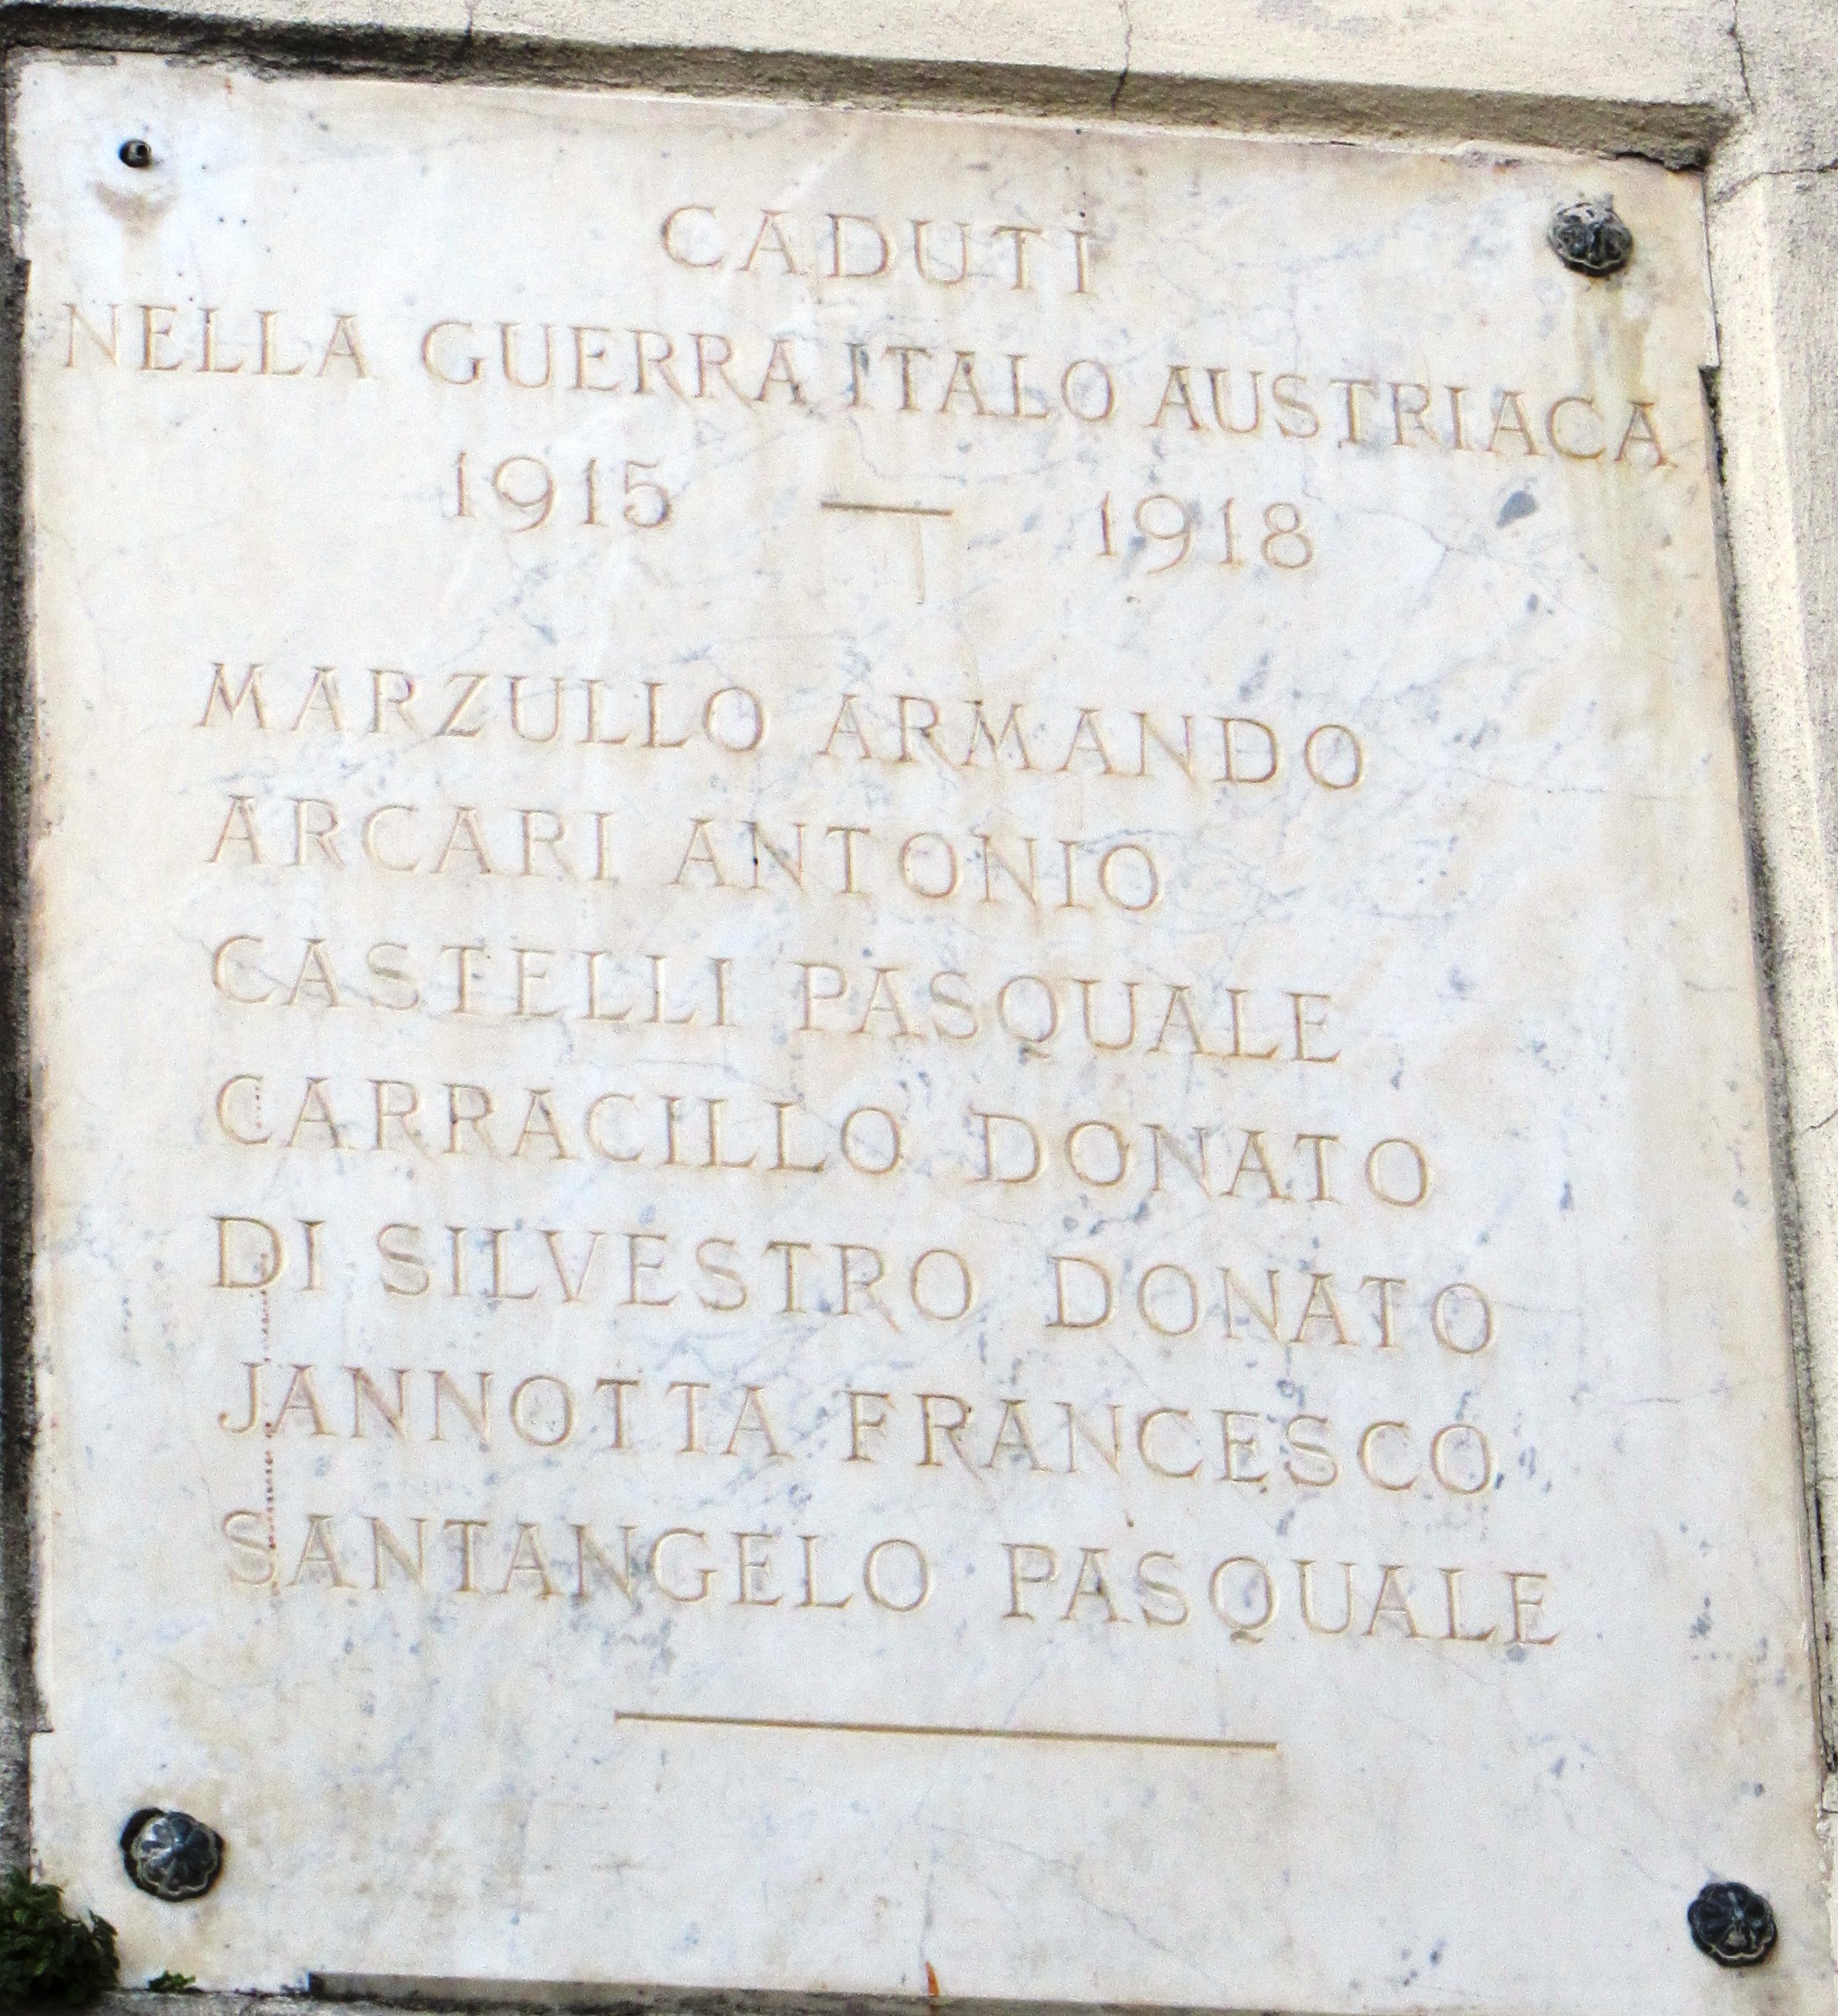 CADUTI
NELLA GUERRA ITALO AUSTRIACA
1915 — 1918
MARZULLO ARMANDO
ARCARI ANTONIO
CASTELLI PASQUALE
CARRACILLO DONATO
DI SILVESTRO DONATO
JANNOTTA FRANCESCO
SANTANGELO PASQUALE